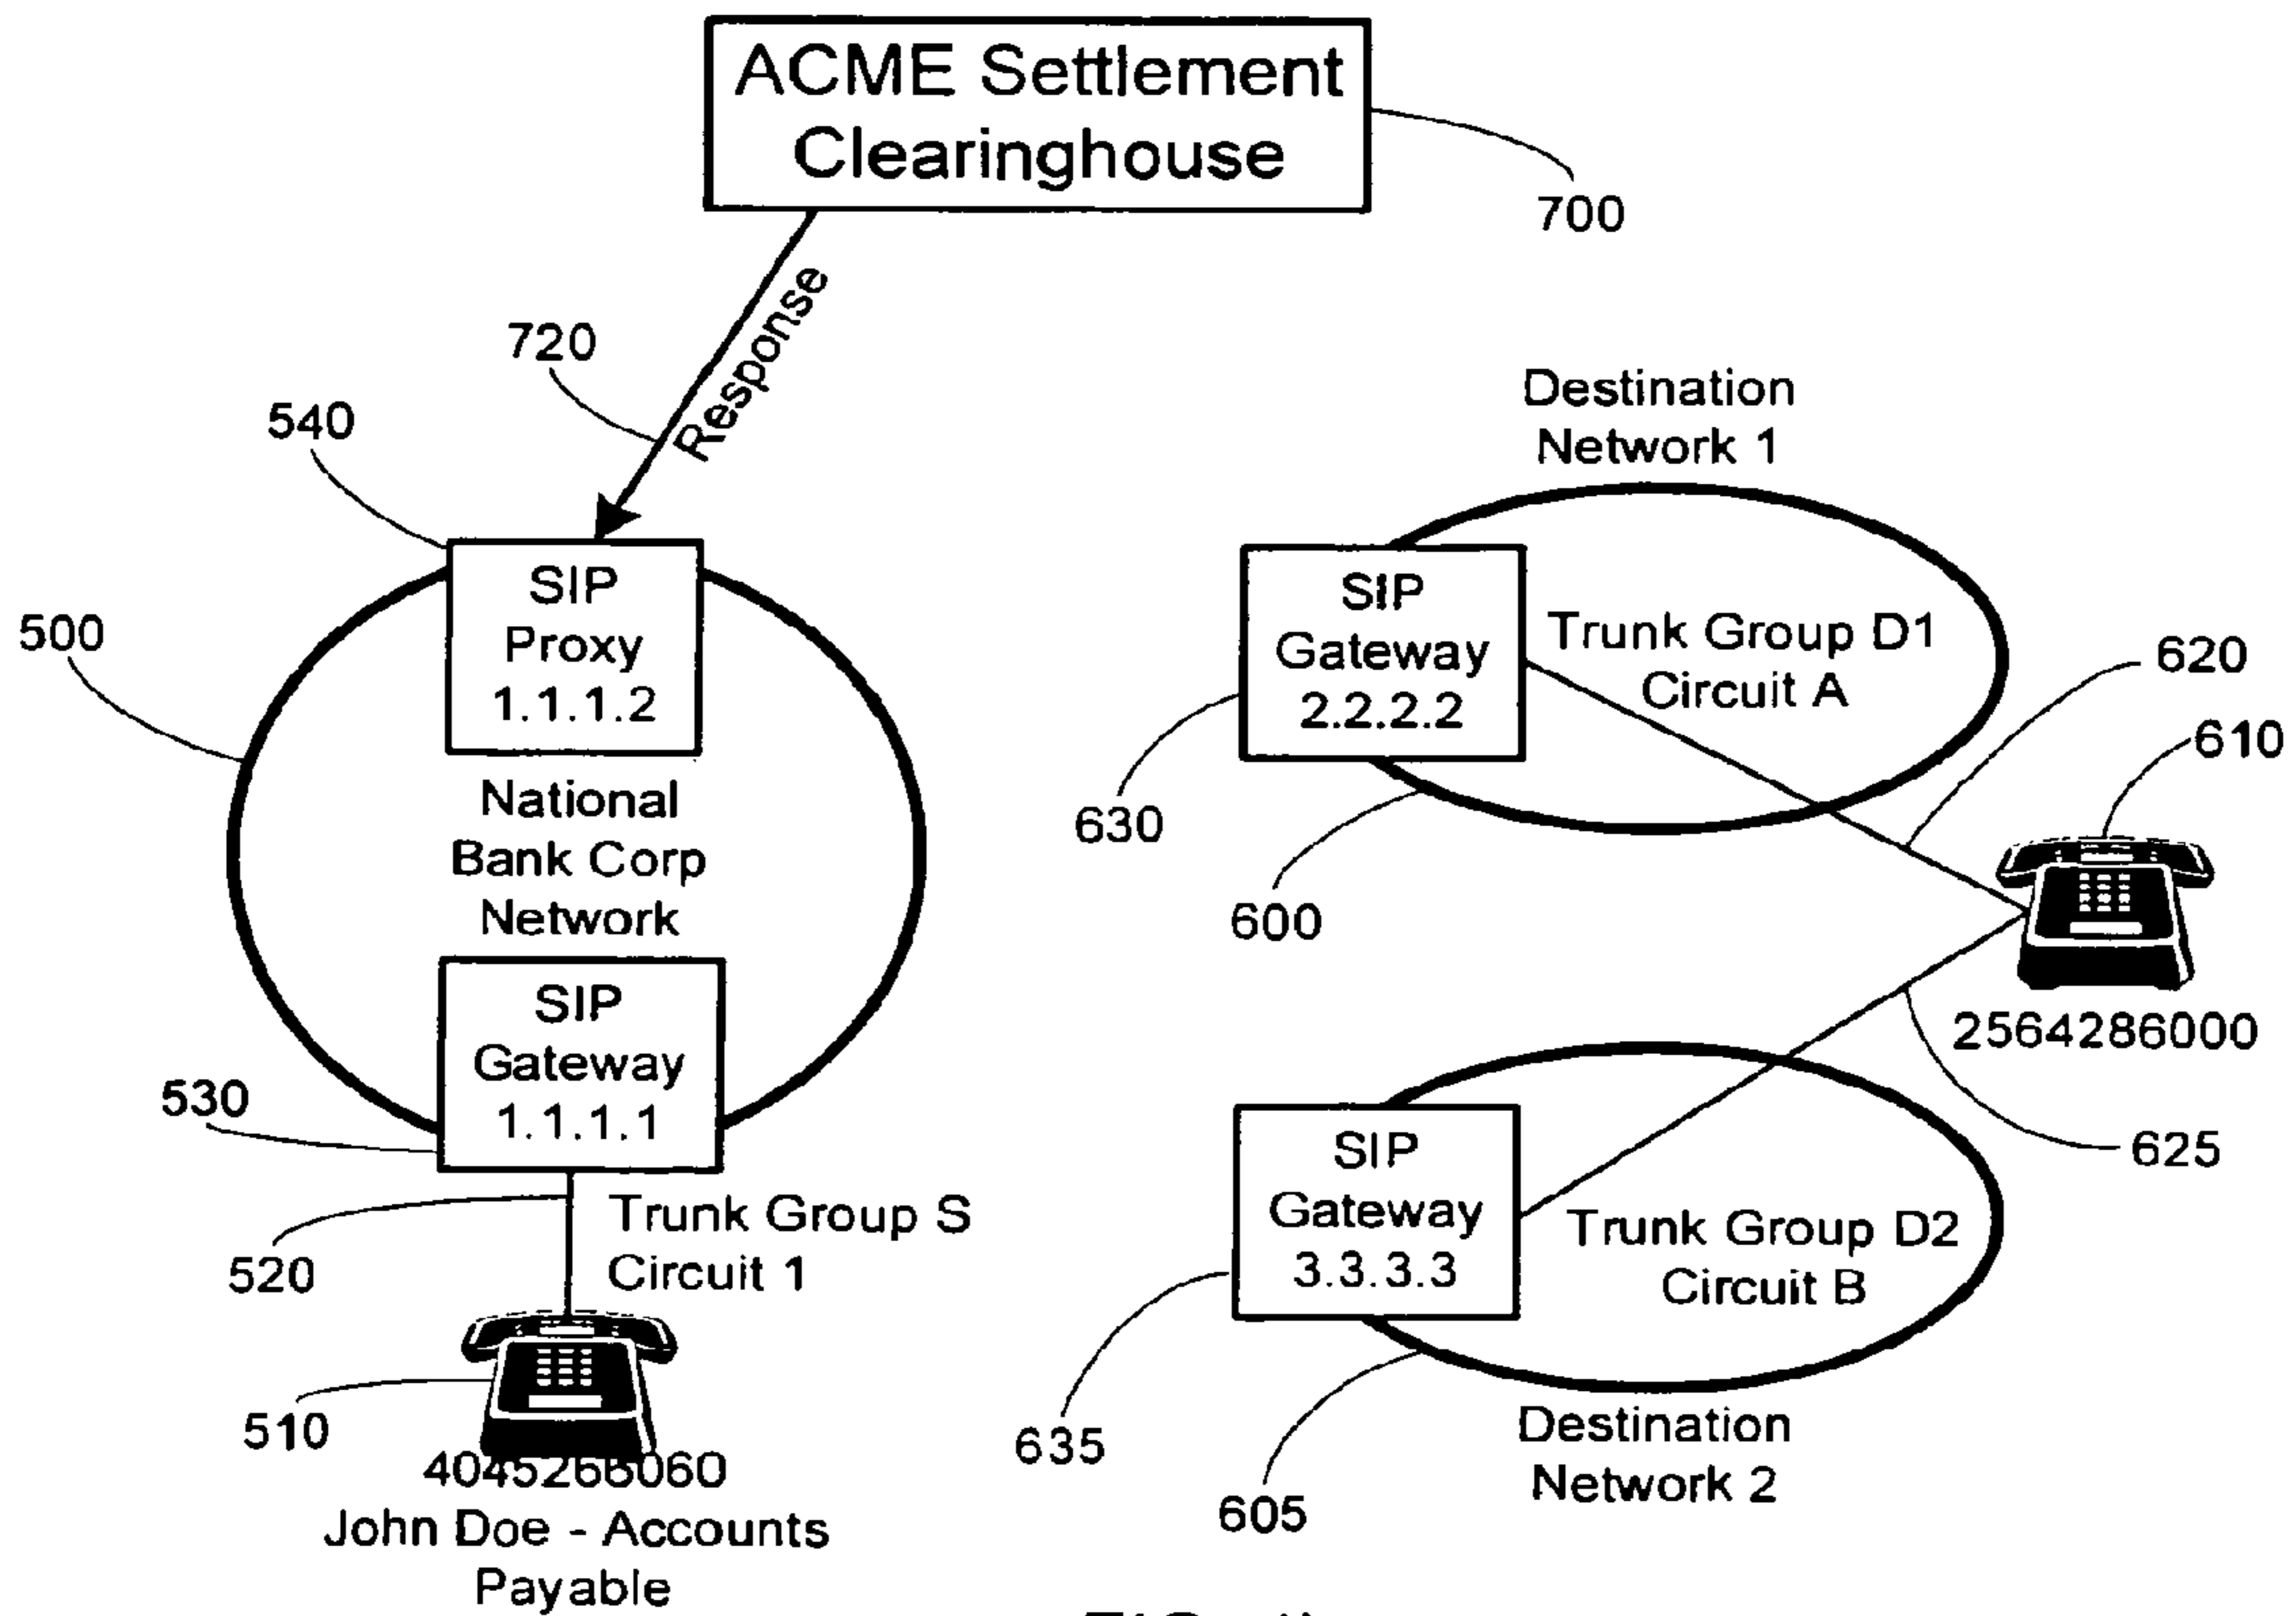 ACME Settlement
Clearinghouse
700
Response
720
540
SIP
Proxy
1.1.1.2
500
National
Bank Corp
Network
SIP
Gateway
1.1.1.1
530
520
Trunk Group S
Circuit 1
510
4045266060
John Doe - Accounts
Payable
Destination
Network 1
SIP
Gateway
2.2.2.2
Trunk Group D1
Circuit A
620
610
630
600
2564286000
SIP
Gateway
3.3.3.3
Trunk Group D2
Circuit B
625
635
605
Destination
Network 2